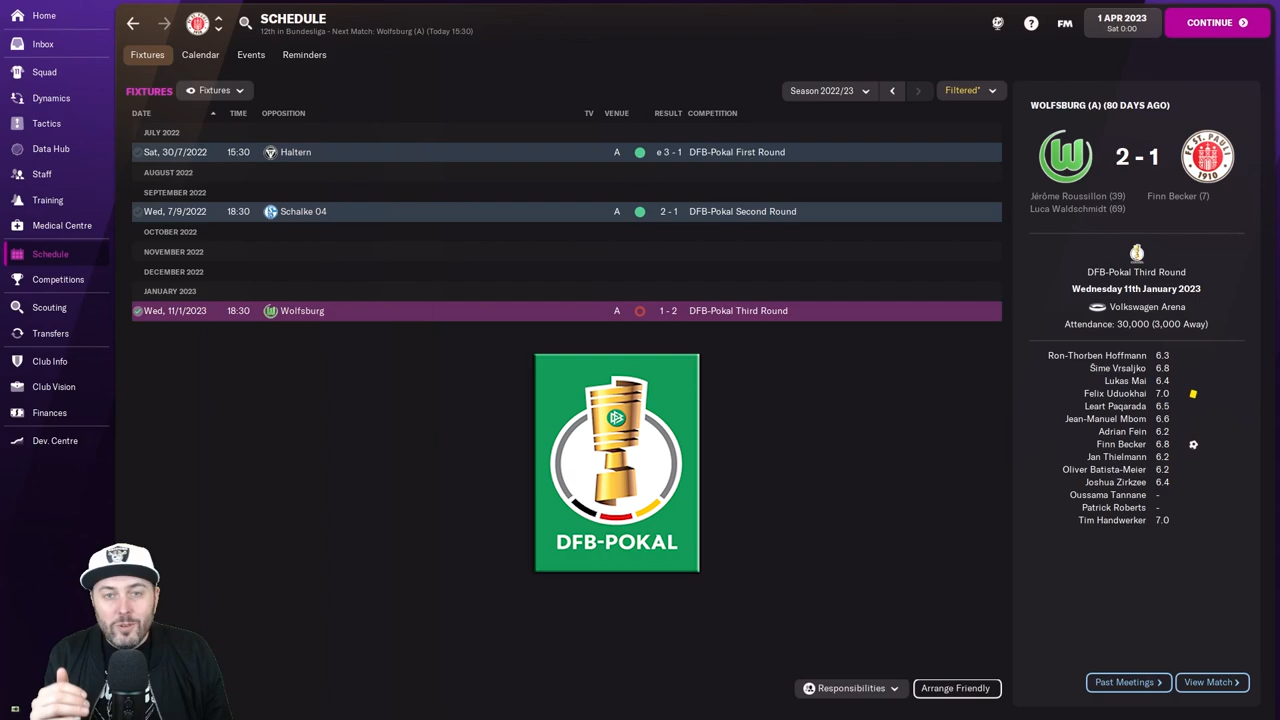 Home
Inbox
Squad
Dynamics
Tactics
Data Hub
Staff
Training
Medical Centre
Schedule
Competitions
Scouting
Transfers
Club Info
Club Vision
Finances
Dev. Centre
SCHEDULE
12th in Bundesliga - Next Match: Wolfsburg (A) (Today 15:30)
FM
1 APR 2023
Sat 0:00
CONTINUE
Fixtures Calendar Events Reminders
FIXTURES Fixtures Season 2022/23 Filtered*
DATE TIME OPPOSITION TV VENUE RESULT COMPETITION
JULY 2022
Sat, 30/7/2022 15:30 Haltern A e 3 - 1 DFB-Pokal First Round
AUGUST 2022
SEPTEMBER 2022
Wed, 7/9/2022 18:30 Schalke 04 A 2 - 1 DFB-Pokal Second Round
OCTOBER 2022
NOVEMBER 2022
DECEMBER 2022
JANUARY 2023
Wed, 11/1/2023 18:30 Wolfsburg A 1 - 2 DFB-Pokal Third Round
DFB-POKAL
Responsibilities Arrange Friendly
WOLFSBURG (A) (80 DAYS AGO)
2 - 1
FC ST. PAULI
1910
Jérôme Roussillon (39) Finn Becker (7)
Luca Waldschmidt (69)
DFB-Pokal Third Round
Wednesday 11th January 2023
Volkswagen Arena
Attendance: 30,000 (3,000 Away)
Ron-Thorben Hoffmann 6.3
Šime Vrsaljko 6.8
Lukas Mai 6.4
Felix Uduokhai 7.0
Leart Paqarada 6.5
Jean-Manuel Mbom 6.6
Adrian Fein 6.2
Finn Becker 6.8
Jan Thielmann 6.2
Oliver Batista-Meier 6.2
Joshua Zirkzee 6.4
Oussama Tannane -
Patrick Roberts -
Tim Handwerker 7.0
Past Meetings View Match